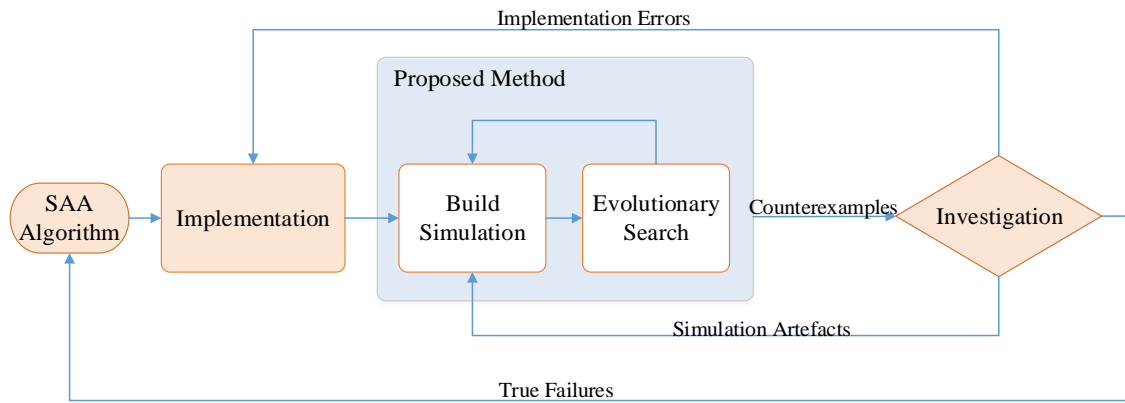 Implementation Errors
Proposed Method
SAA
Algorithm
Implementation
Build
Simulation
Evolutionary
Search
Counterexamples
Investigation
Simulation Artefacts
True Failures